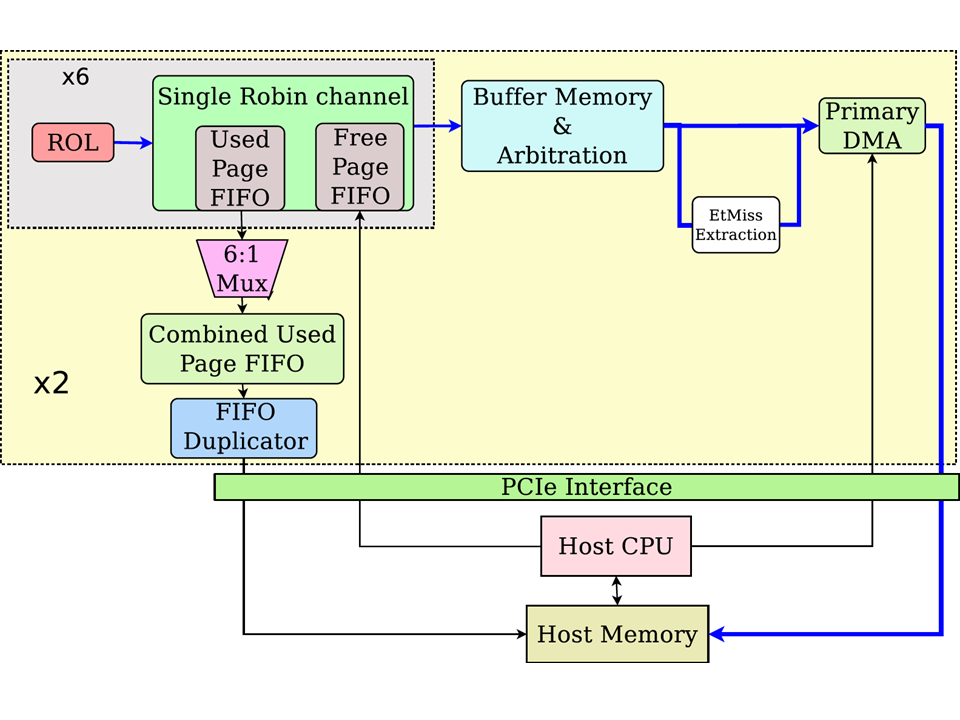 x6
ROL
Single Robin channel
Used
Page
FIFO
Free
Page
FIFO
Buffer Memory
&
Arbitration
Primary
DMA
EtMiss
Extraction
6:1
Mux
Combined Used
Page FIFO
x2
FIFO
Duplicator
PCIe Interface
Host CPU
Host Memory